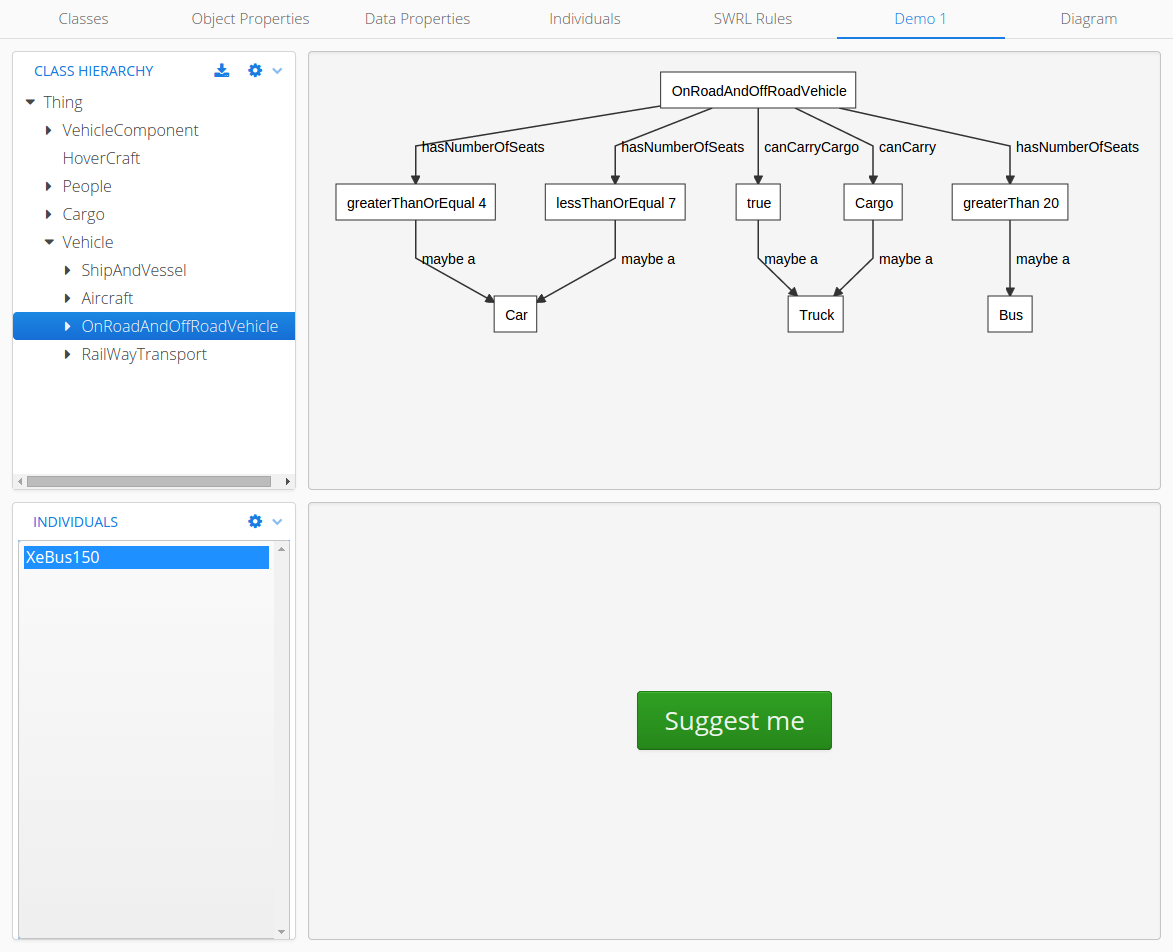 Classes Object Properties Data Properties Individuals SWRL Rules Demo 1 Diagram
CLASS HIERARCHY
Thing
VehicleComponent
HoverCraft
People
Cargo
Vehicle
ShipAndVessel
Aircraft
OnRoadAndOffRoadVehicle
RailWayTransport
OnRoadAndOffRoadVehicle
hasNumberOfSeats hasNumberOfSeats canCarryCargo canCarry hasNumberOfSeats
greaterThanOrEqual 4 lessThanOrEqual 7 true Cargo greaterThan 20
maybe a maybe a maybe a maybe a maybe a
Car Truck Bus
INDIVIDUALS
XeBus150
Suggest me